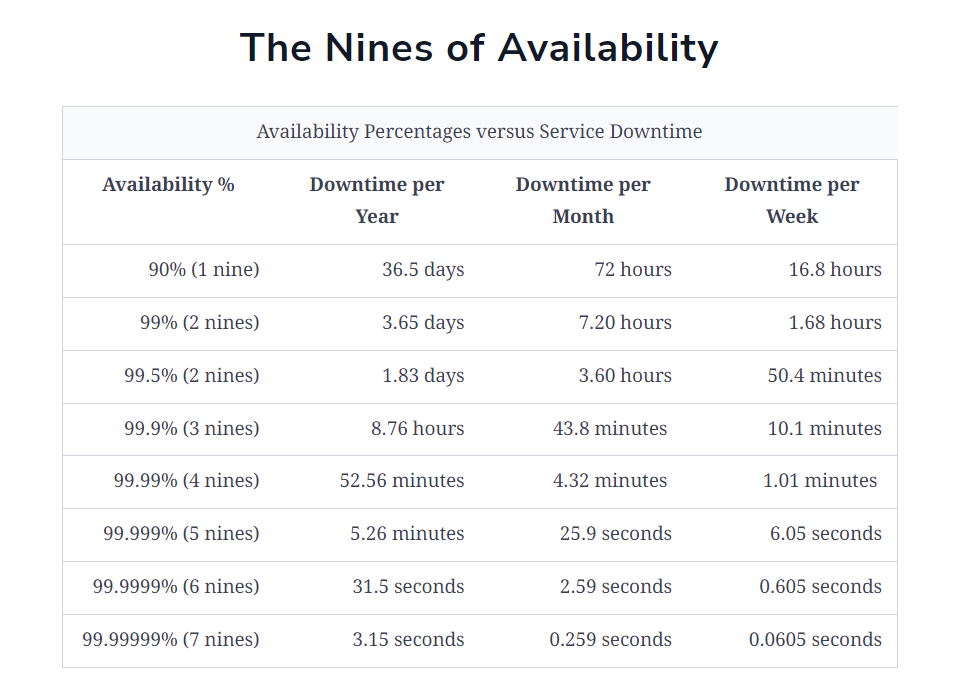 The Nines of Availability
Availability Percentages versus Service Downtime
Availability % Downtime per Year Downtime per Month Downtime per Week
90% (1 nine) 36.5 days 72 hours 16.8 hours
99% (2 nines) 3.65 days 7.20 hours 1.68 hours
99.5% (2 nines) 1.83 days 3.60 hours 50.4 minutes
99.9% (3 nines) 8.76 hours 43.8 minutes 10.1 minutes
99.99% (4 nines) 52.56 minutes 4.32 minutes 1.01 minutes
99.999% (5 nines) 5.26 minutes 25.9 seconds 6.05 seconds
99.9999% (6 nines) 31.5 seconds 2.59 seconds 0.605 seconds
99.99999% (7 nines) 3.15 seconds 0.259 seconds 0.0605 seconds